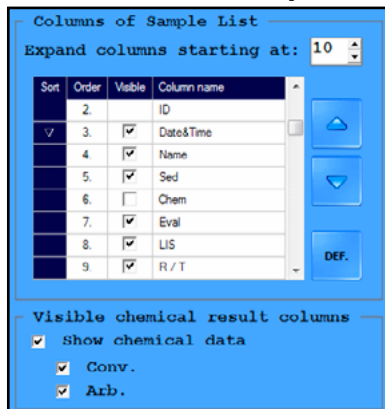 Columns of Sample List
Expand columns starting at: 10
Sort Order Visible Column name
2. ID
3. Date&Time
4. Name
5. Sed
6. Chem
7. Eval
8. LIS
9. R / T
DEF.
Visible chemical result columns
Show chemical data
Conv.
Arb.